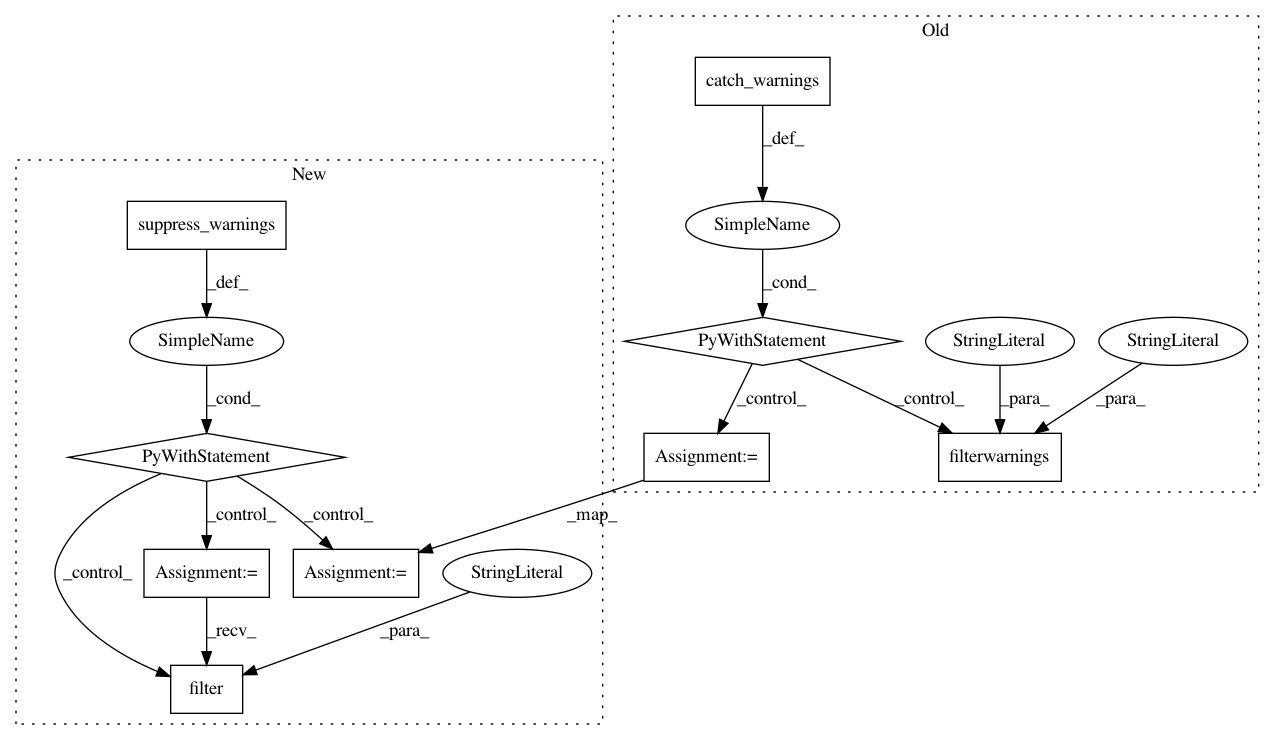 Old
catch_warnings
_def_
New
suppress_warnings
SimpleName
_def_
_cond_
SimpleName
PyWithStatement
StringLiteral
StringLiteral
_cond_
_control_
_control_
_para_
_para_
PyWithStatement
Assignment:=
filterwarnings
_control_
_control_
_map_
_control_
Assignment:=
Assignment:=
StringLiteral
_recv_
_para_
filter